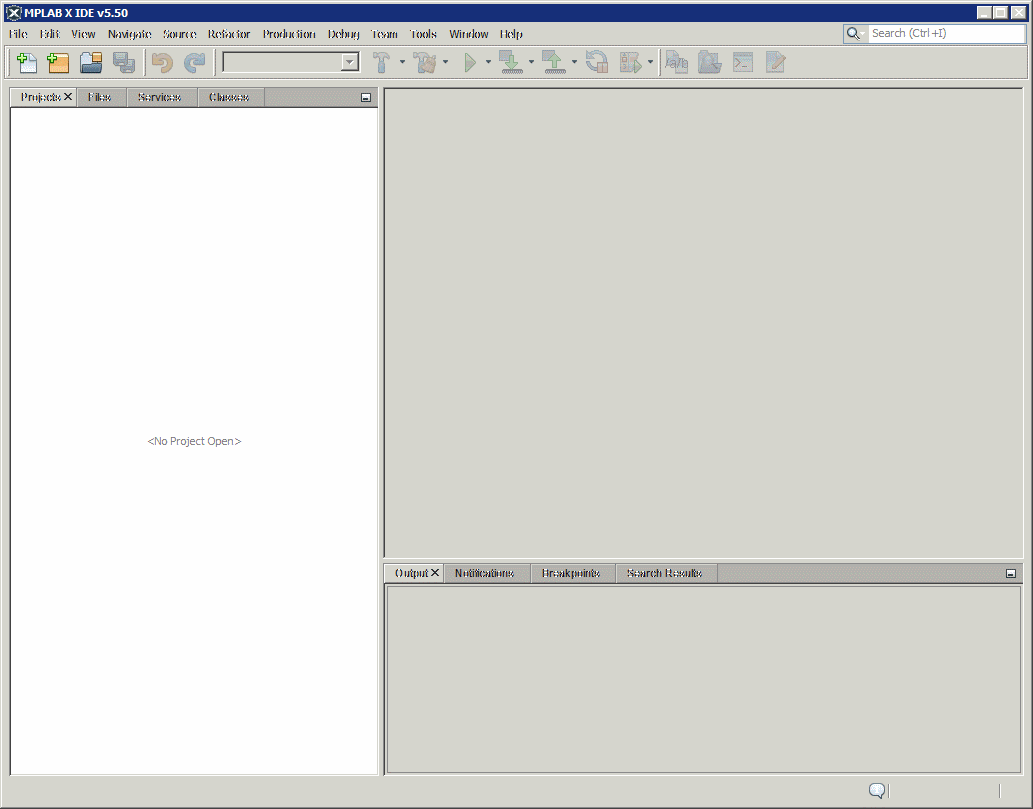 MPLAB X IDE v5.50
File Edit View Navigate Source Refactor Production Debug Team Tools Window Help
Search (Ctrl+I)
Projects Files Services Classes
<No Project Open>
Output Notifications Breakpoints Search Results